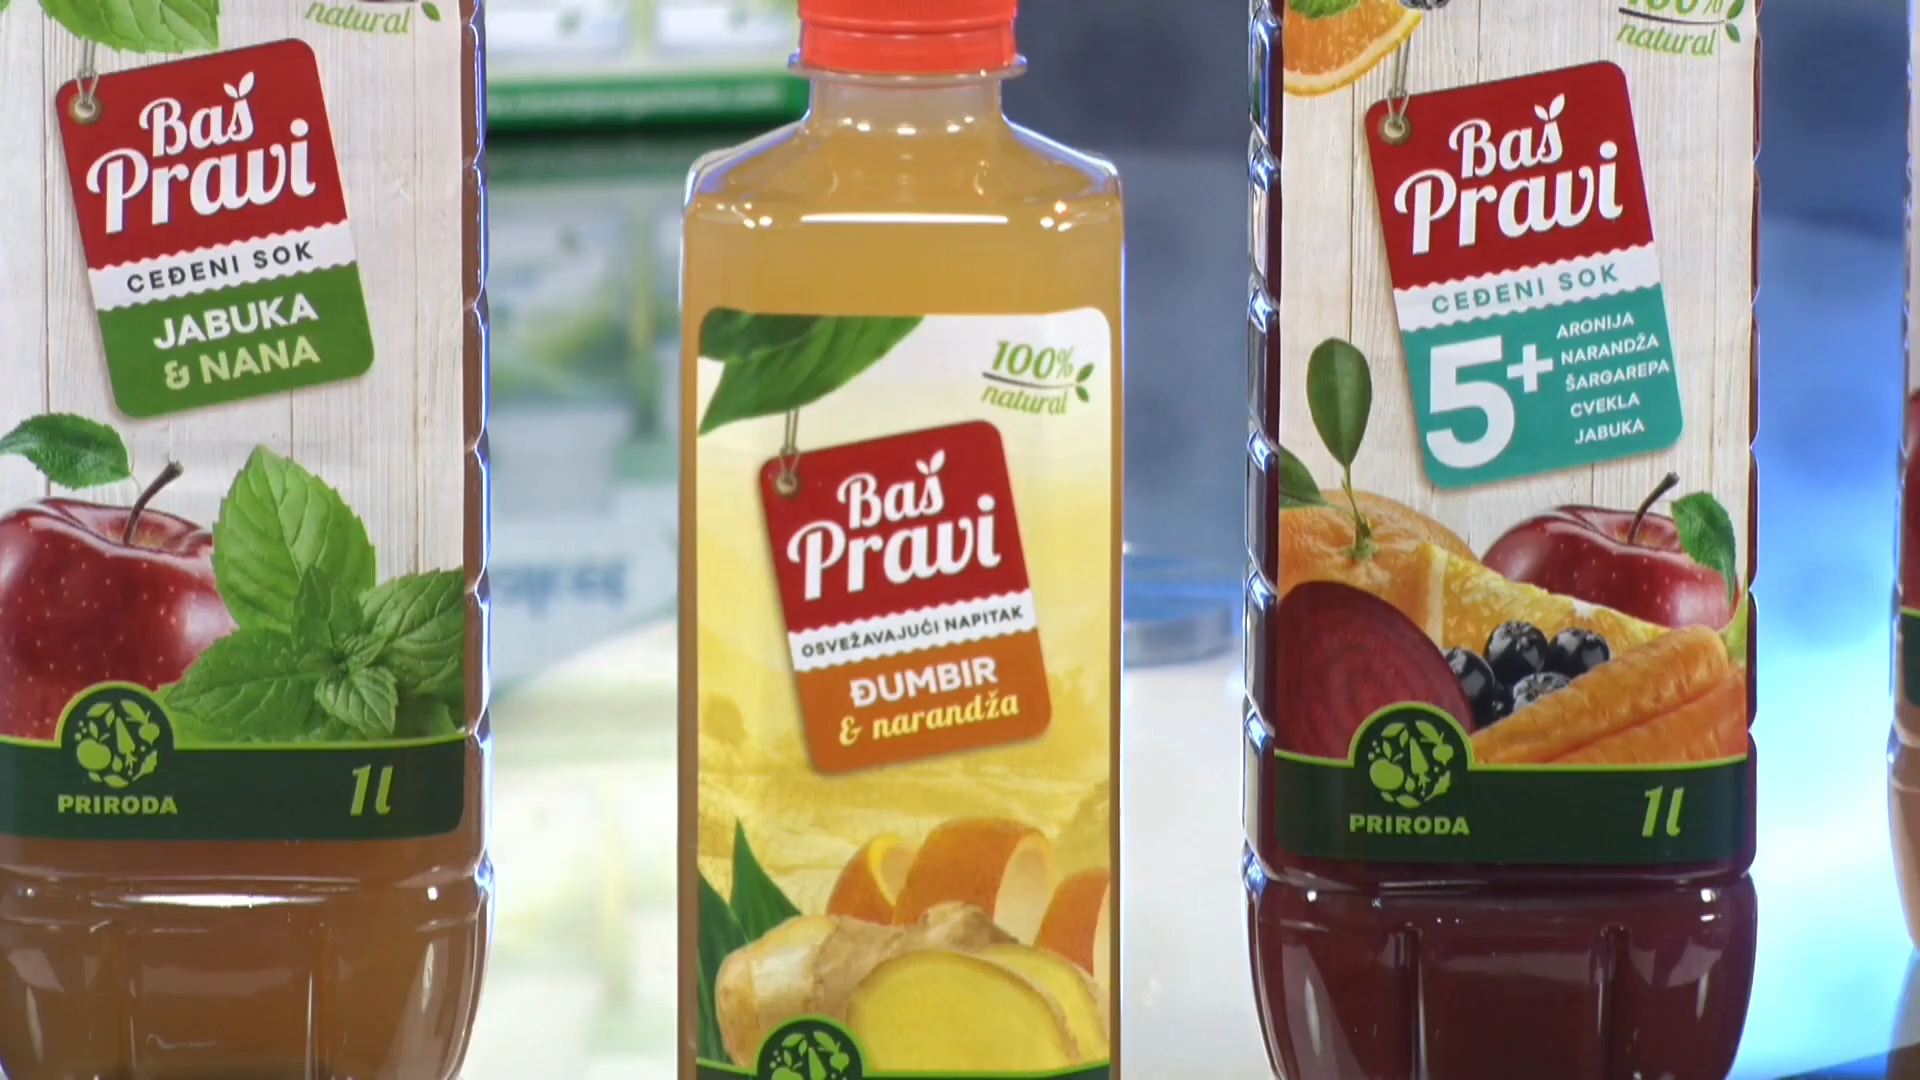 natural
Baš
Pravi
CEĐENI SOK
JABUKA
& NANA
PRIRODA
1l
100%
natural
Baš
Pravi
OSVEŽAVAJUĆI NAPITAK
ĐUMBIR
& narandža
100%
natural
Baš
Pravi
CEĐENI SOK
5+
ARONIJA
NARANDŽA
ŠARGAREPA
CVEKLA
JABUKA
PRIRODA
1l